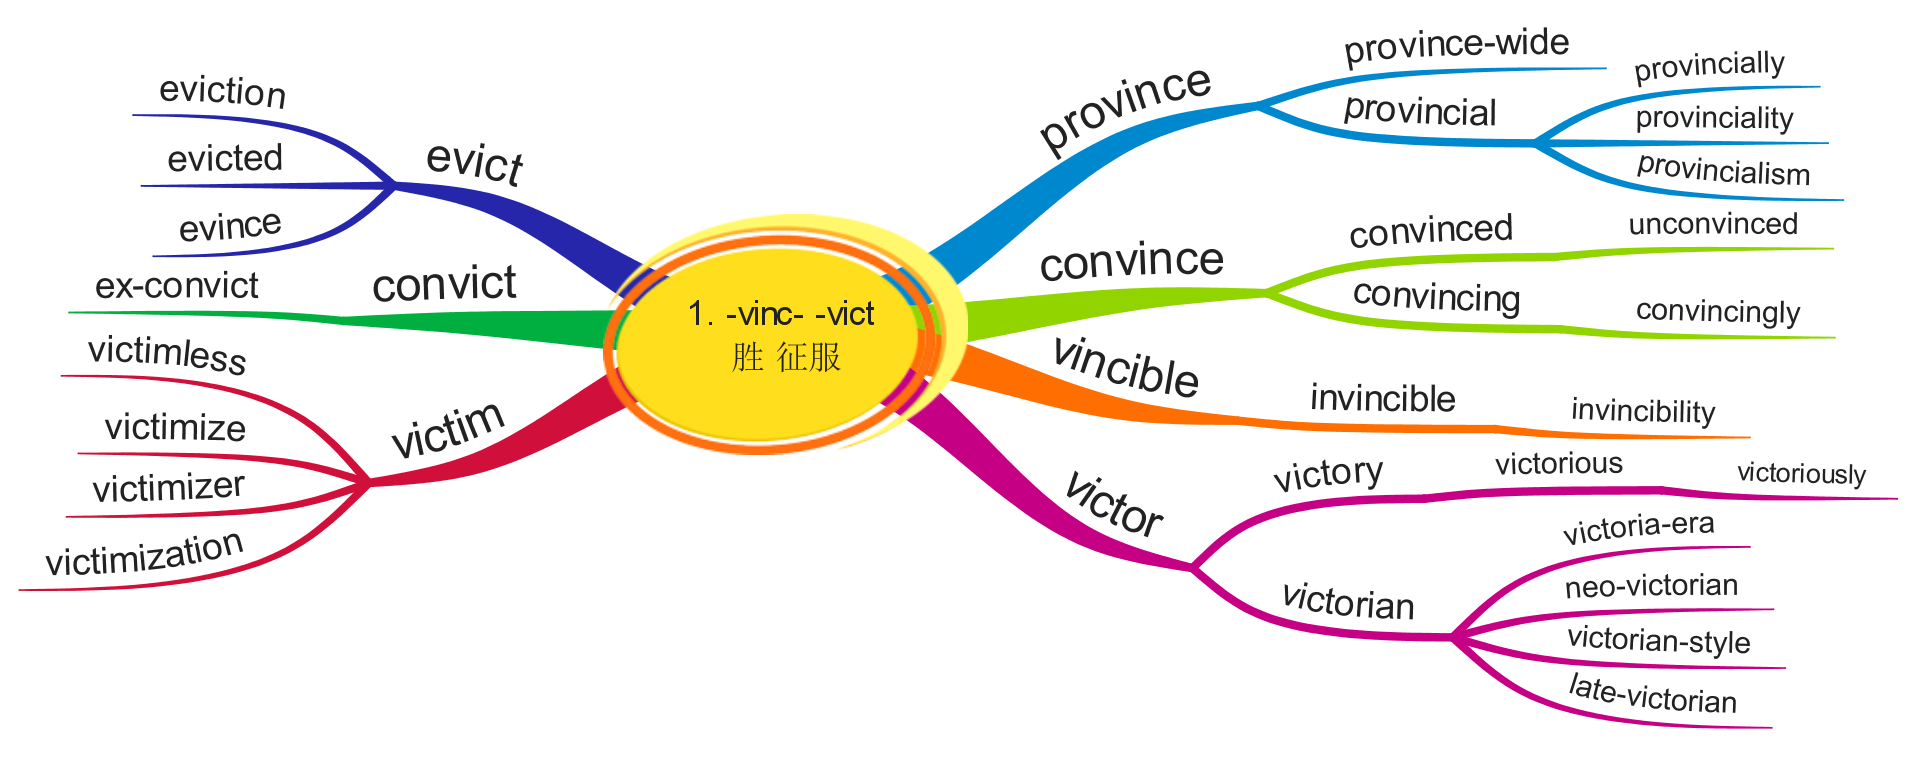 1. -vinc- -vict
胜 征服
province
province-wide
provincial
provincially
provinciality
provincialism
convince
convinced
unconvinced
convincing
convincingly
vincible
invincible
invincibility
victor
victory
victorious
victoriously
victorian
victoria-era
neo-victorian
victorian-style
late-victorian
evict
eviction
evicted
evince
convict
ex-convict
victim
victimless
victimize
victimizer
victimization